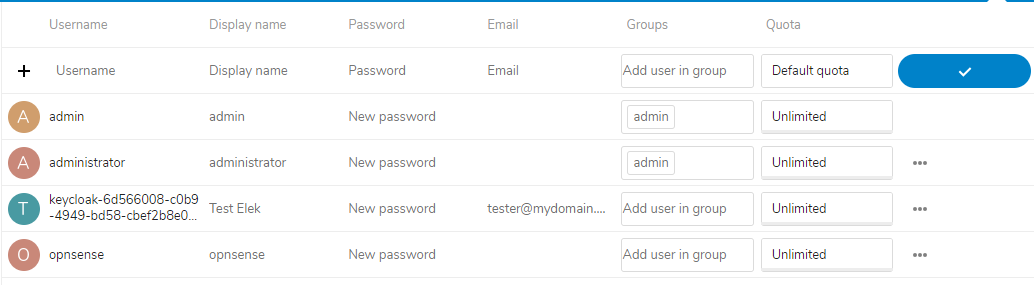 Username Display name Password Email Groups Quota
+ Username Display name Password Email Add user in group Default quota
A admin admin New password admin Unlimited
A administrator administrator New password admin Unlimited
T keycloak-6d566008-c0b9
-4949-bd58-cbef2b8e0... Test Elek New password tester@mydomain.... Add user in group Unlimited
O opnsense opnsense New password Add user in group Unlimited